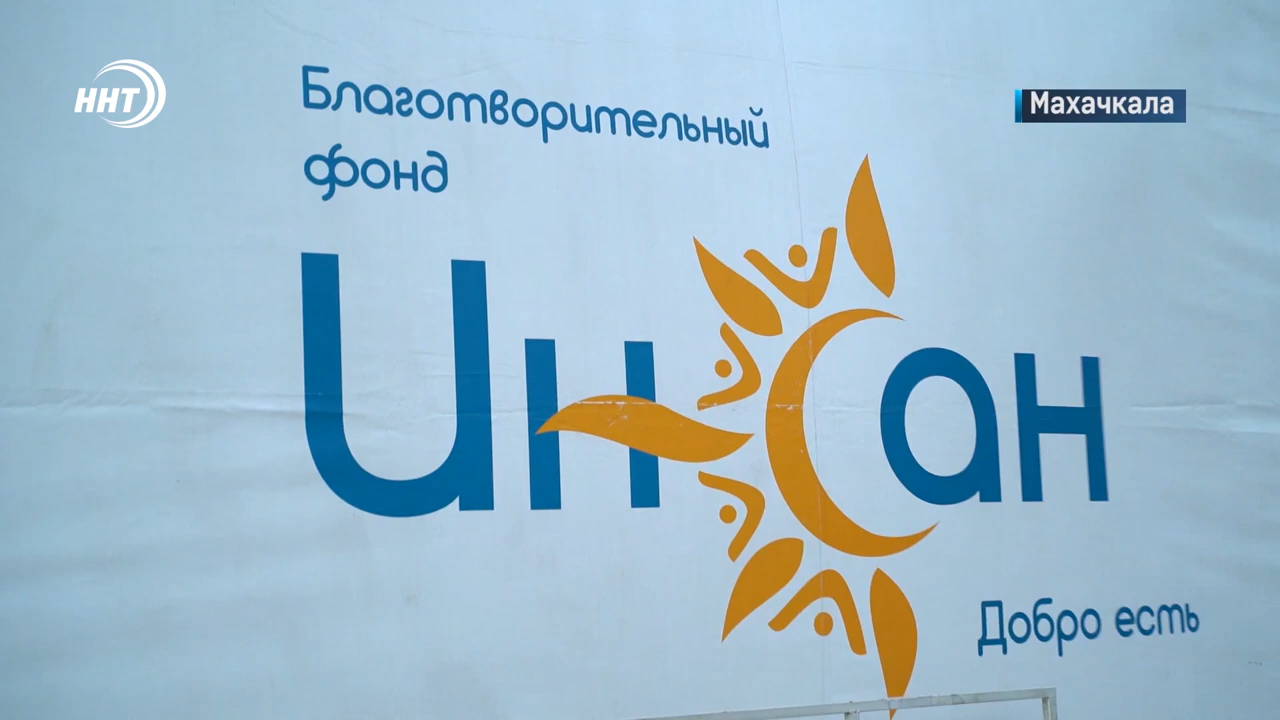 ННТ
Махачкала
Благотворительный
фонд
Инсан
Добро есть